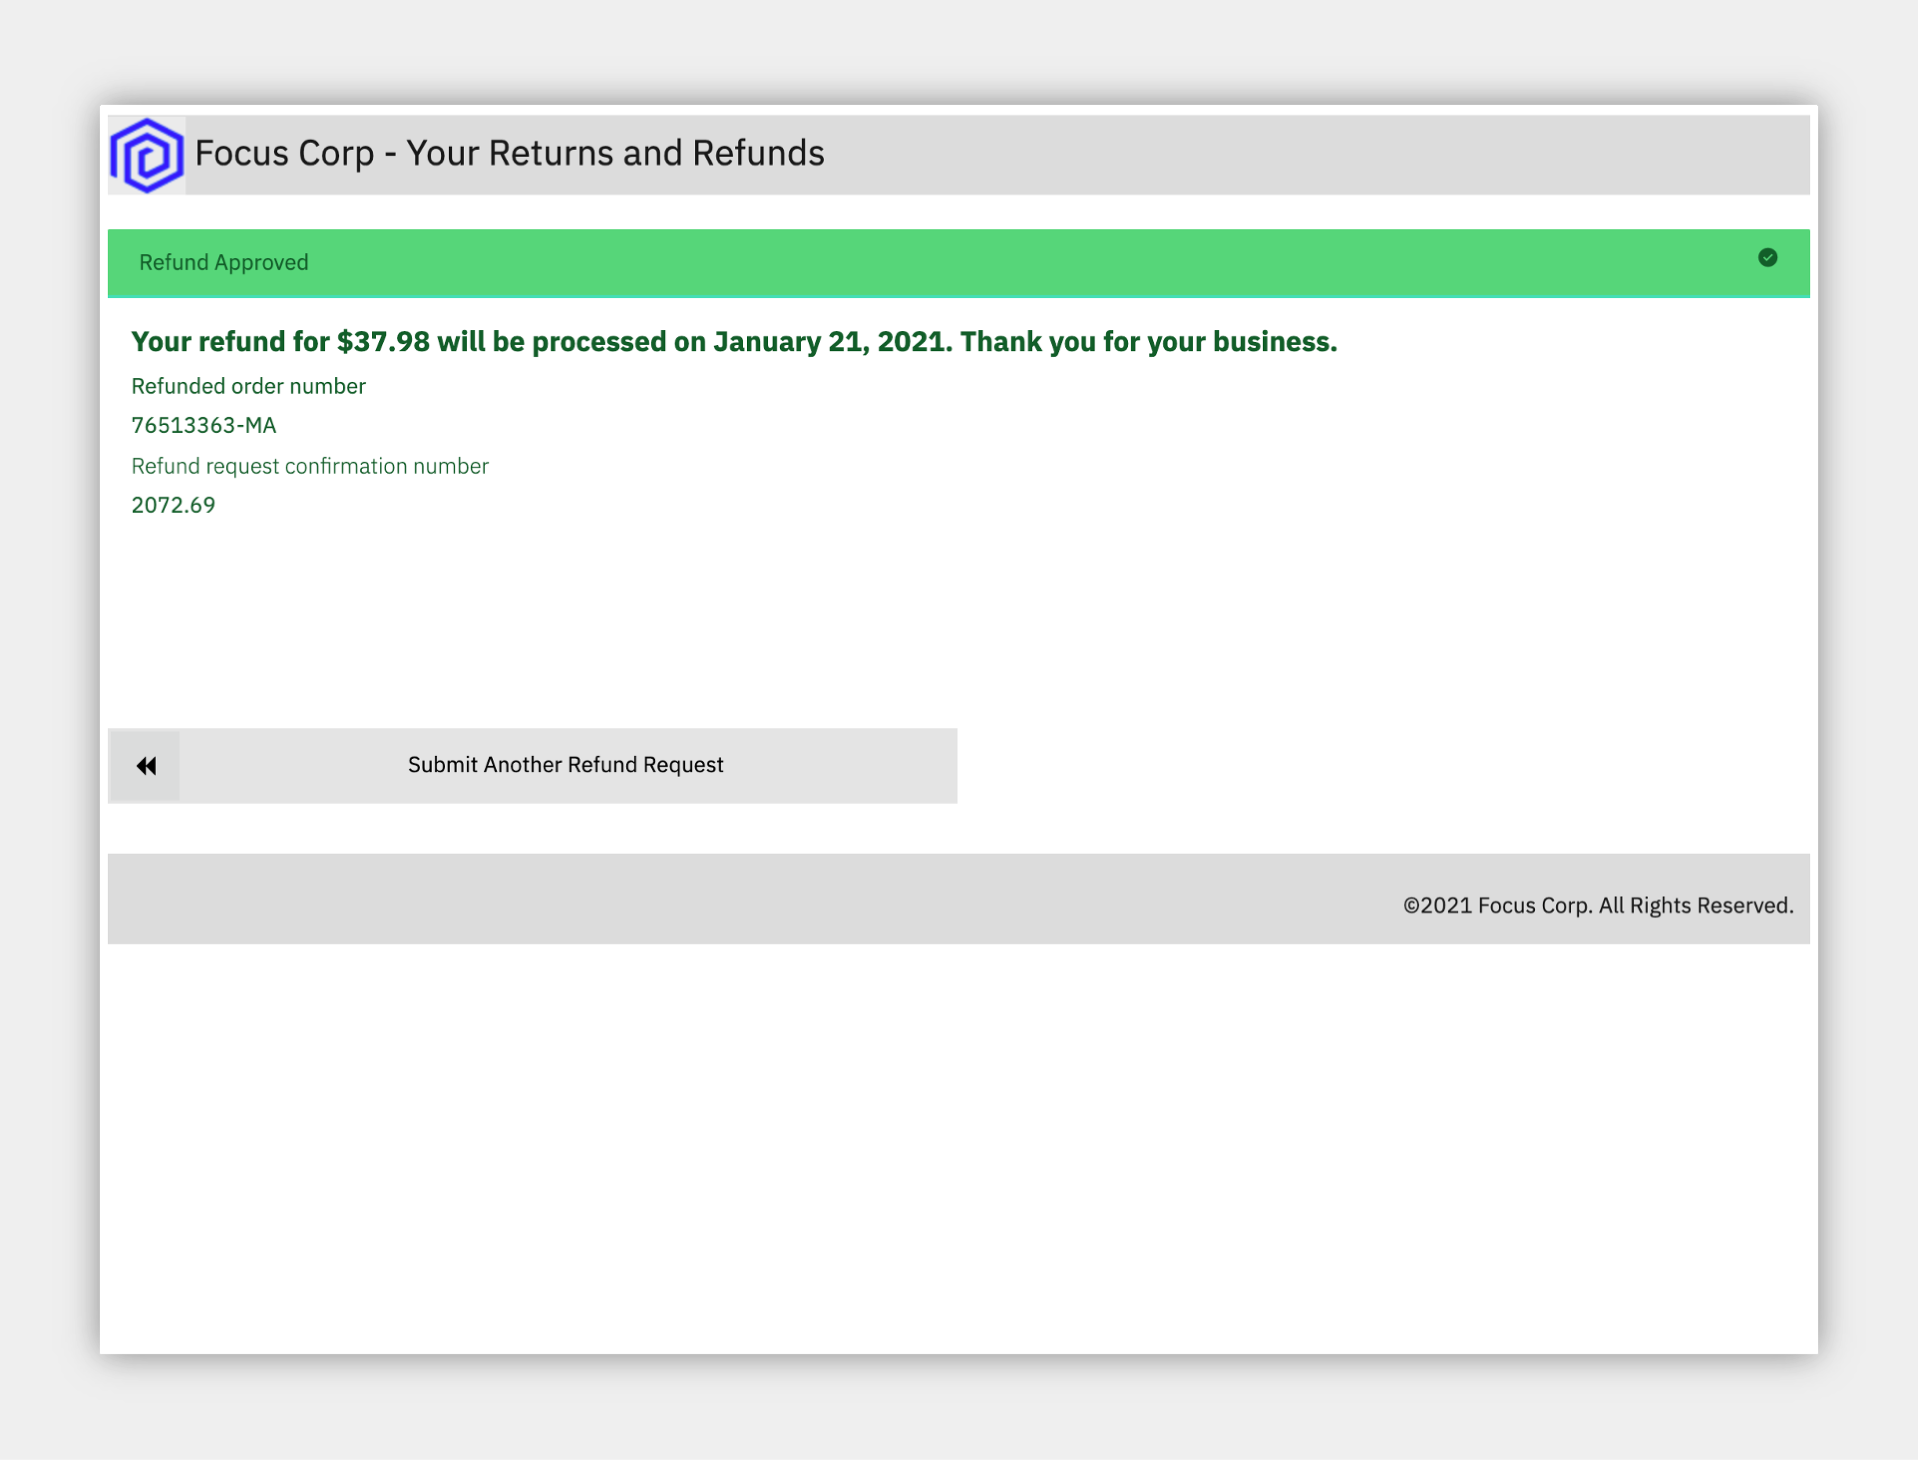 Focus Corp - Your Returns and Refunds
Refund Approved
Your refund for $37.98 will be processed on January 21, 2021. Thank you for your business.
Refunded order number
76513363-MA
Refund request confirmation number
2072.69
Submit Another Refund Request
©2021 Focus Corp. All Rights Reserved.